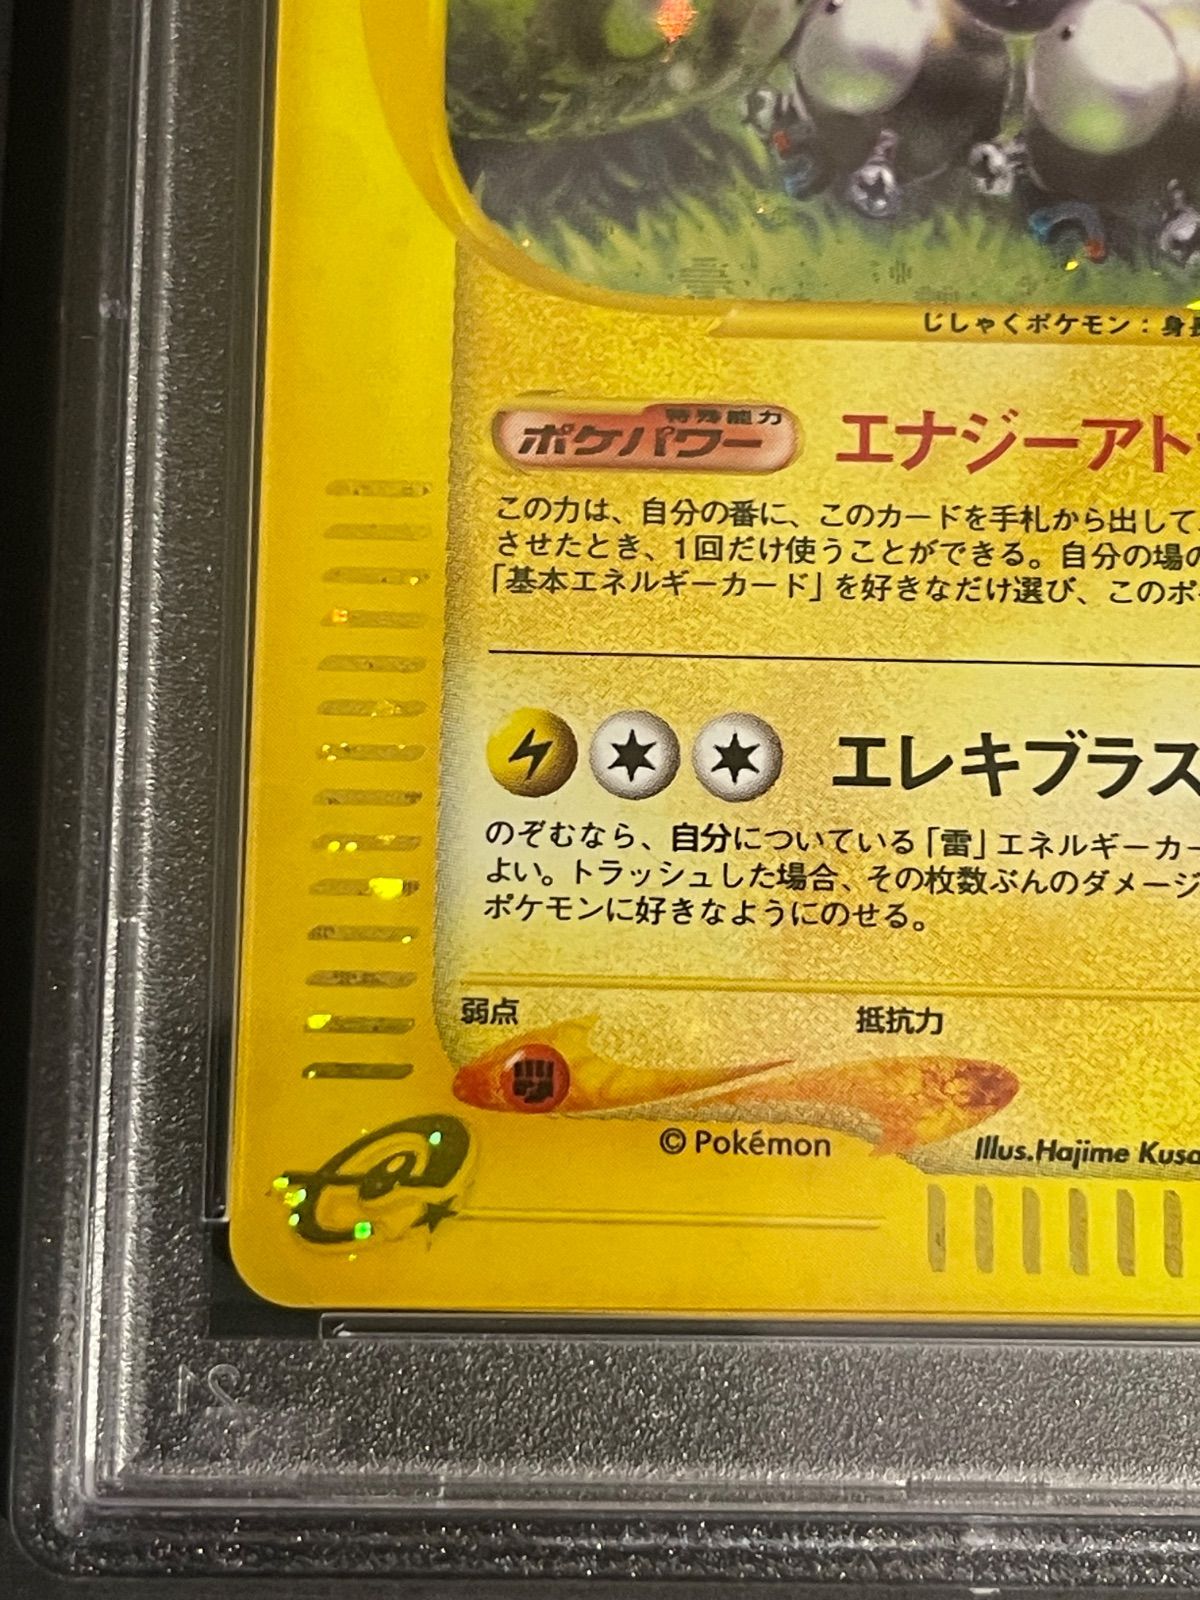 じしゃくポケモン：身長
特殊能力
ポケパワー エナジーアト
この力は、自分の番に、このカードを手札から出して
させたとき、1回だけ使うことができる。自分の場の
「基本エネルギーカード」を好きなだけ選び、このポ
エレキブラス
のぞむなら、自分についている「雷」エネルギーカー
よい。トラッシュした場合、その枚数ぶんのダメージ
ポケモンに好きなようにのせる。
弱点 抵抗力
© Pokémon Illus.Hajime Kusa
e
21